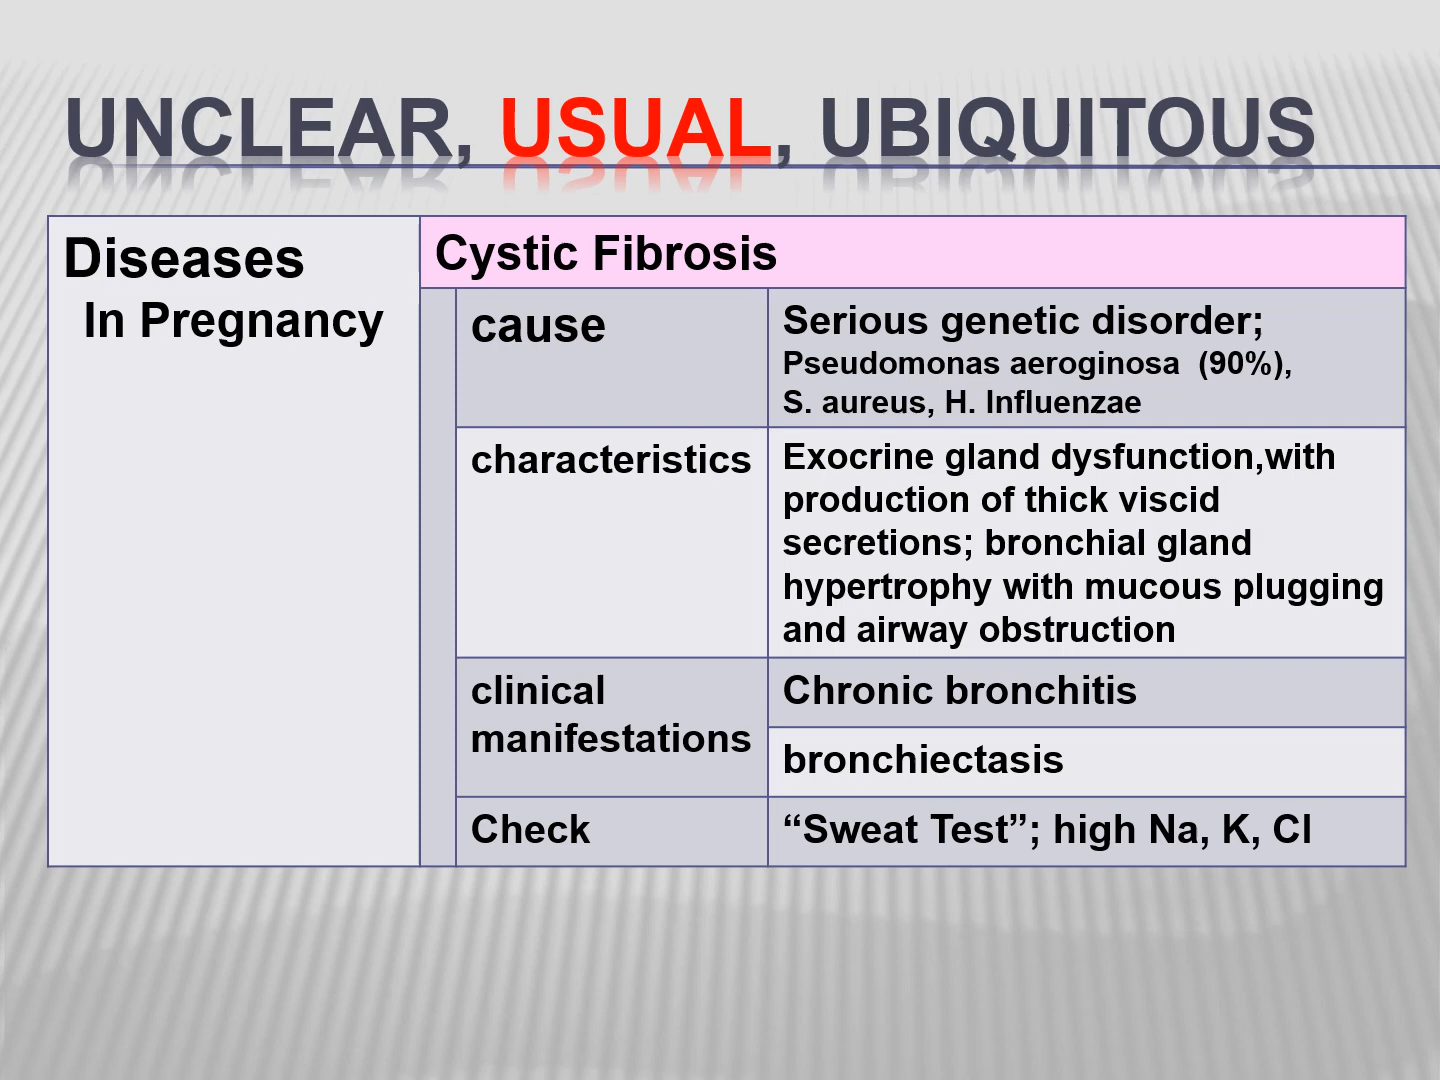 UNCLEAR, USUAL, UBIQUITOUS
Diseases
In Pregnancy
Cystic Fibrosis
cause
Serious genetic disorder;
Pseudomonas aeroginosa (90%),
S. aureus, H. Influenzae
characteristics
Exocrine gland dysfunction,with
production of thick viscid
secretions; bronchial gland
hypertrophy with mucous plugging
and airway obstruction
clinical
manifestations
Chronic bronchitis
bronchiectasis
Check
“Sweat Test”; high Na, K, Cl